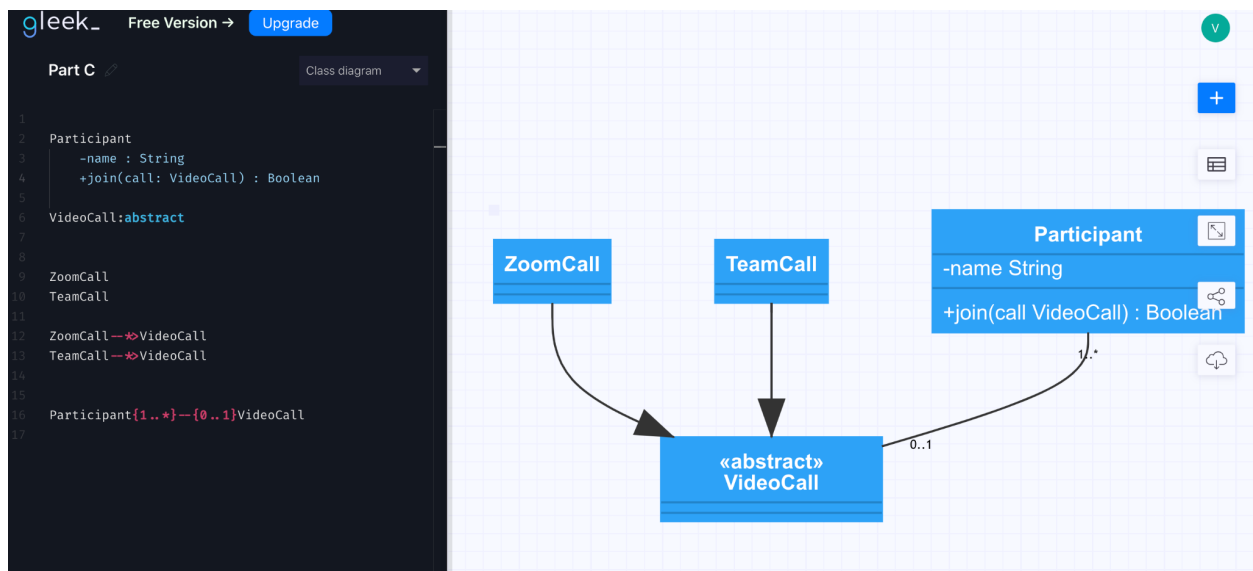 gleek_ Free Version → Upgrade
V
Part C Class diagram
+
1
2 Participant
3 -name : String
4 +join(call: VideoCall) : Boolean
5
6 VideoCall:abstract
7
8
9 ZoomCall
10 TeamCall
11
12 ZoomCall--*>VideoCall
13 TeamCall--*>VideoCall
14
15
16 Participant{1..*}--{0..1}VideoCall
17
ZoomCall
TeamCall
Participant
-name String
+join(call VideoCall) : Boolean
1..*
0..1
«abstract»
VideoCall